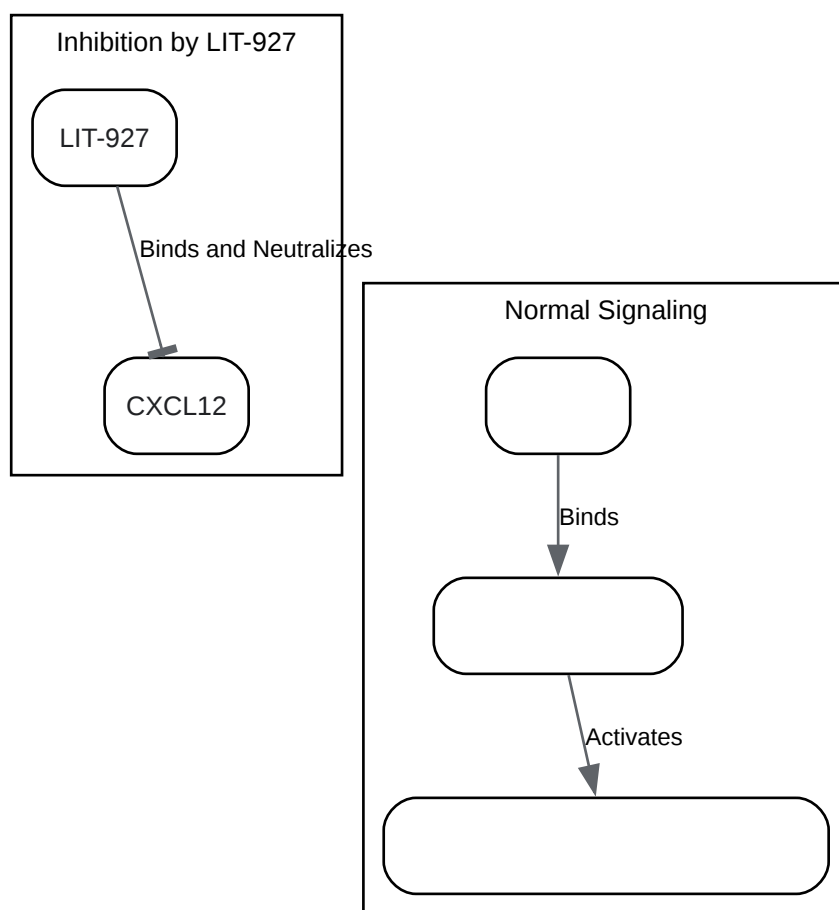 Inhibition by LIT-927
LIT-927
Binds and Neutralizes
CXCL12
Normal Signaling
Binds
Activates